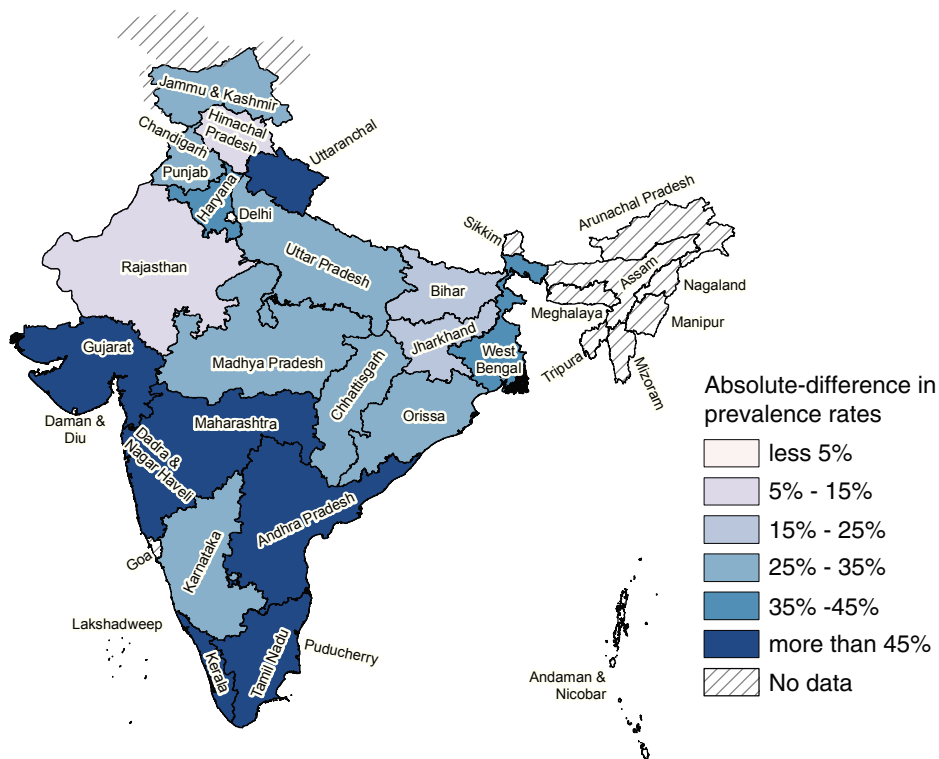 Jammu & Kashmir
Himachal
Pradesh
Chandigarh
Punjab
Uttaranchal
Haryana
Delhi
Arunachal Pradesh
Sikkim
Uttar Pradesh
Rajasthan
Bihar
Assam
Nagaland
Meghalaya
Manipur
Jharkhand
Tripura
Mizoram
Gujarat
Madhya Pradesh
West
Bengal
Chhattisgarh
Daman &
Diu
Maharashtra
Orissa
Dadra &
Nagar Haveli
Andhra Pradesh
Goa
Karnataka
Lakshadweep
Kerala
Tamil Nadu
Puducherry
Andaman &
Nicobar
Absolute-difference in
prevalence rates
less 5%
5% - 15%
15% - 25%
25% - 35%
35% -45%
more than 45%
No data